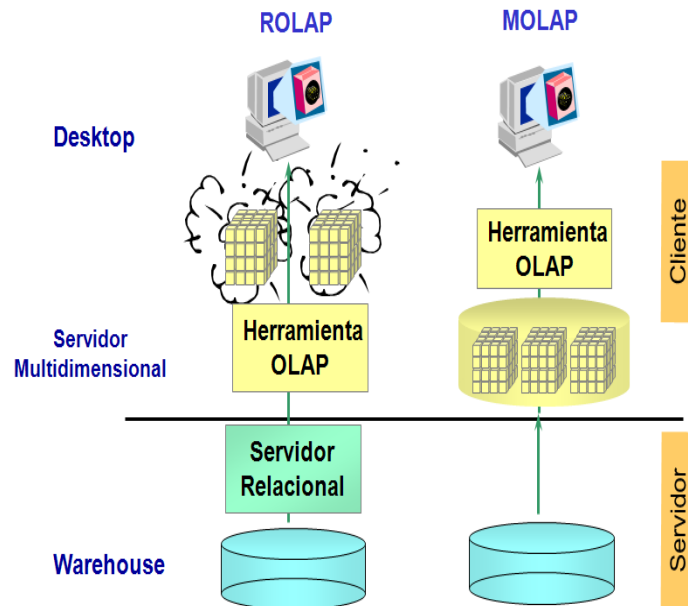 ROLAP
MOLAP
Desktop
Cliente
Herramienta
OLAP
Servidor
Multidimensional
Herramienta
OLAP
Servidor
Relacional
Servidor
Warehouse